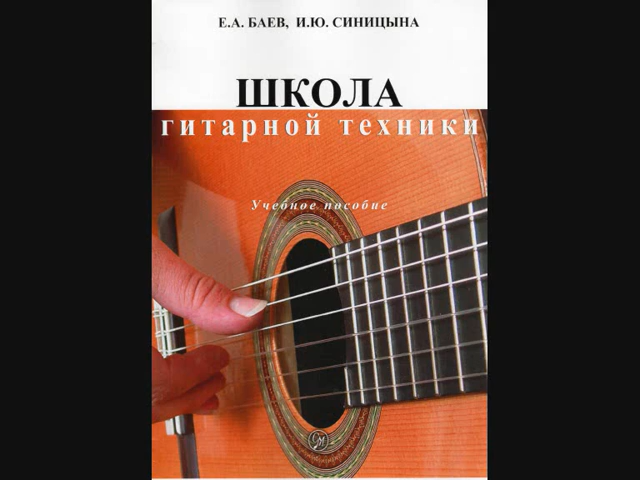 Е.А. БАЕВ, И.Ю. СИНИЦЫНА
ШКОЛА
гитарной техники
Учебное пособие